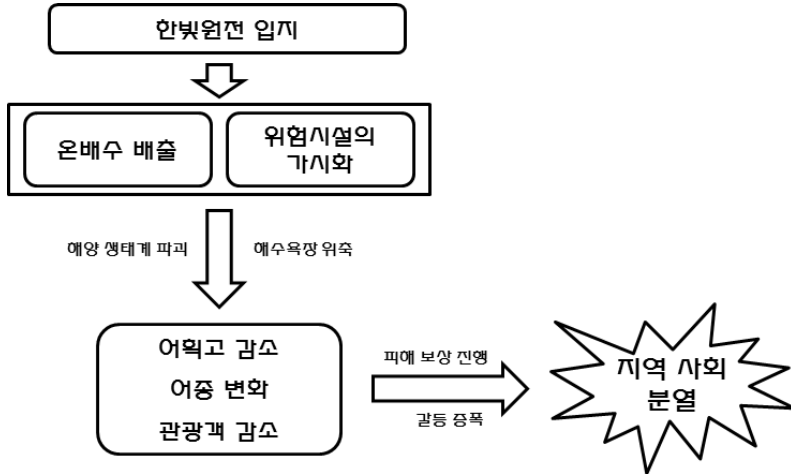 한빛원전 입지
온배수 배출
위험시설의
가시화
해양 생태계 파괴
해수욕장 위축
어획고 감소
어종 변화
관광객 감소
피해 보상 진행
갈등 증폭
지역 사회
분열